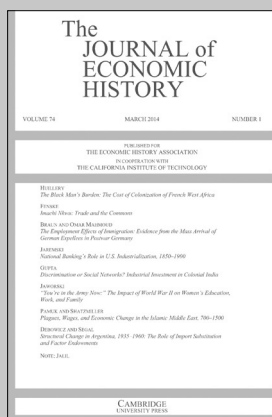 The
JOURNAL of
ECONOMIC
HISTORY
VOLUME 74 MARCH 2014 NUMBER 1
PUBLISHED FOR
THE ECONOMIC HISTORY ASSOCIATION
IN COOPERATION WITH
THE CALIFORNIA INSTITUTE OF TECHNOLOGY
HUILLERY
The Black Man's Burden: The Cost of Colonization of French West Africa
FENSKE
Imachi Nkwu: Trade and the Commons
BRAUN AND OMAR MAHMOUD
The Employment Effects of Immigration: Evidence from the Mass Arrival of
German Expellees in Postwar Germany
JAREMSKI
National Banking's Role in U.S. Industrialization, 1850–1900
GUPTA
Discrimination or Social Networks? Industrial Investment in Colonial India
JAWORSKI
"You're in the Army Now:" The Impact of World War II on Women's Education,
Work, and Family
PAMUK AND SHATZMILLER
Plagues, Wages, and Economic Change in the Islamic Middle East, 700–1500
DEBOWICZ AND SEGAL
Structural Change in Argentina, 1935–1960: The Role of Import Substitution
and Factor Endowments
NOTE: JALIL
CAMBRIDGE
UNIVERSITY PRESS